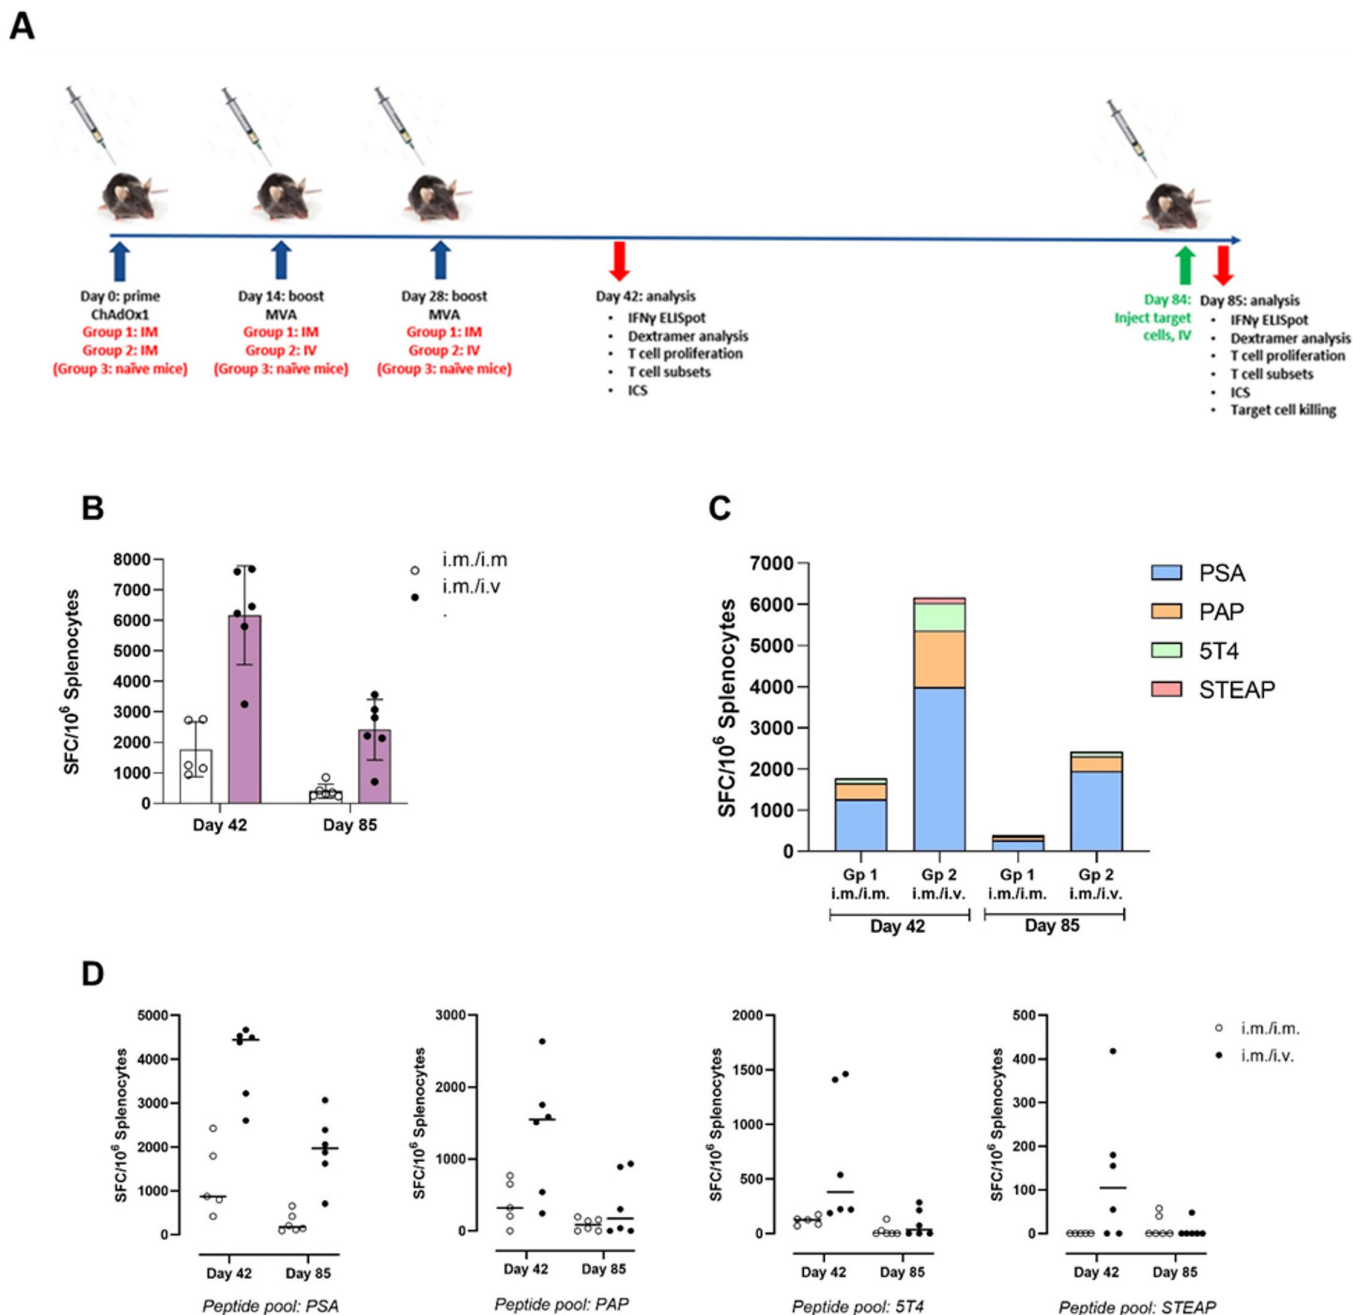 A
Day 0: prime
ChAdOx1
Group 1: IM
Group 2: IM
(Group 3: naïve mice)
Day 14: boost
MVA
Group 1: IM
Group 2: IV
(Group 3: naïve mice)
Day 28: boost
MVA
Group 1: IM
Group 2: IV
(Group 3: naïve mice)
Day 42: analysis
• IFNγ ELISpot
• Dextramer analysis
• T cell proliferation
• T cell subsets
• ICS
Day 84:
Inject target
cells, IV
Day 85: analysis
• IFNγ ELISpot
• Dextramer analysis
• T cell proliferation
• T cell subsets
• ICS
• Target cell killing
B
SFC/10⁶ Splenocytes
8000
7000
6000
5000
4000
3000
2000
1000
0
Day 42
Day 85
i.m./i.m
i.m./i.v
.
C
SFC/10⁶ Splenocytes
7000
6000
5000
4000
3000
2000
1000
0
Gp 1
i.m./i.m.
Gp 2
i.m./i.v.
Gp 1
i.m./i.m.
Gp 2
i.m./i.v.
Day 42
Day 85
PSA
PAP
5T4
STEAP
D
SFC/10⁶ Splenocytes
5000
4000
3000
2000
1000
0
Day 42
Day 85
Peptide pool: PSA
SFC/10⁶ Splenocytes
3000
2000
1000
0
Day 42
Day 85
Peptide pool: PAP
SFC/10⁶ Splenocytes
2000
1500
1000
500
0
Day 42
Day 85
Peptide pool: 5T4
SFC/10⁶ Splenocytes
500
400
300
200
100
0
Day 42
Day 85
Peptide pool: STEAP
i.m./i.m.
i.m./i.v.